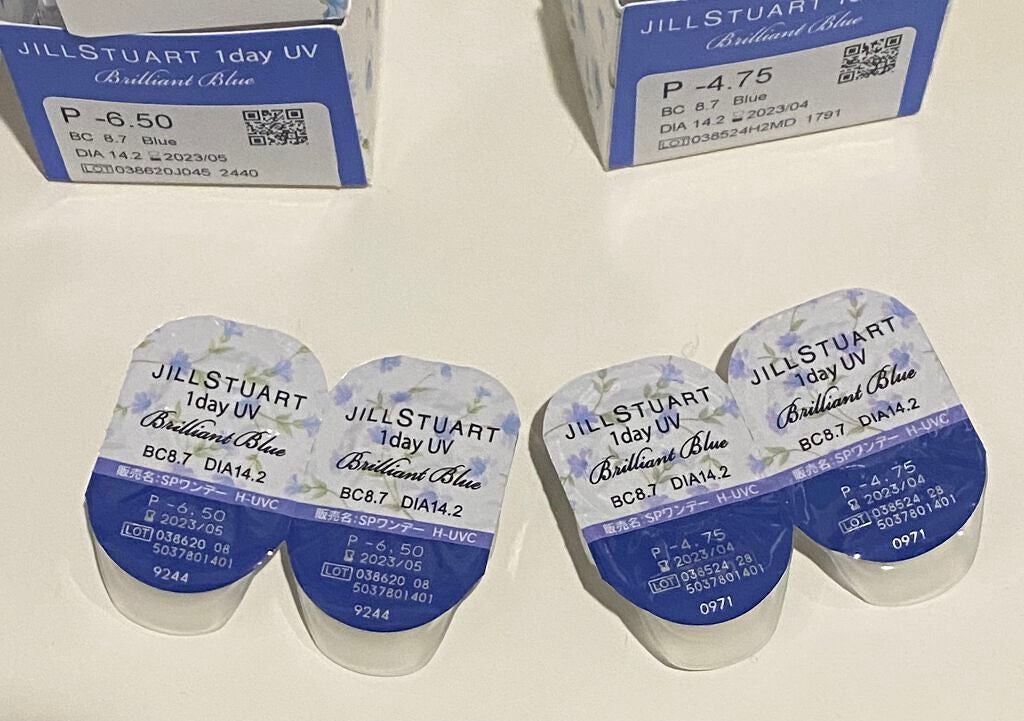 JILLSTUART 1day UV
Brilliant Blue
P -6.50
BC 8.7 Blue
DIA 14.2 2023/05
LOT 038620J045 2440
JILLSTUART
Brilliant Blue
P -4.75
BC 8.7 Blue
DIA 14.2 2023/04
LOT 038524H2MD 1791
JILLSTUART
1day UV
Brilliant Blue
BC8.7 DIA14.2
販売名:SPワンデー H-UVC
P -6.50
2023/05
LOT 038620 08
5037801401
9244
JILLSTUART
1day UV
Brilliant Blue
BC8.7 DIA14.2
販売名:SPワンデー H-UVC
P -6.50
2023/05
LOT 038620 08
5037801401
9244
JILLSTUART
1day UV
Brilliant Blue
BC8.7 DIA14.2
販売名:SPワンデー H-UVC
P -4.75
2023/04
LOT 038524 28
5037801401
0971
JILLSTUART
1day UV
Brilliant Blue
BC8.7 DIA14.2
販売名:SPワンデー H-UVC
P -4.75
2023/04
LOT 038524 28
5037801401
0971